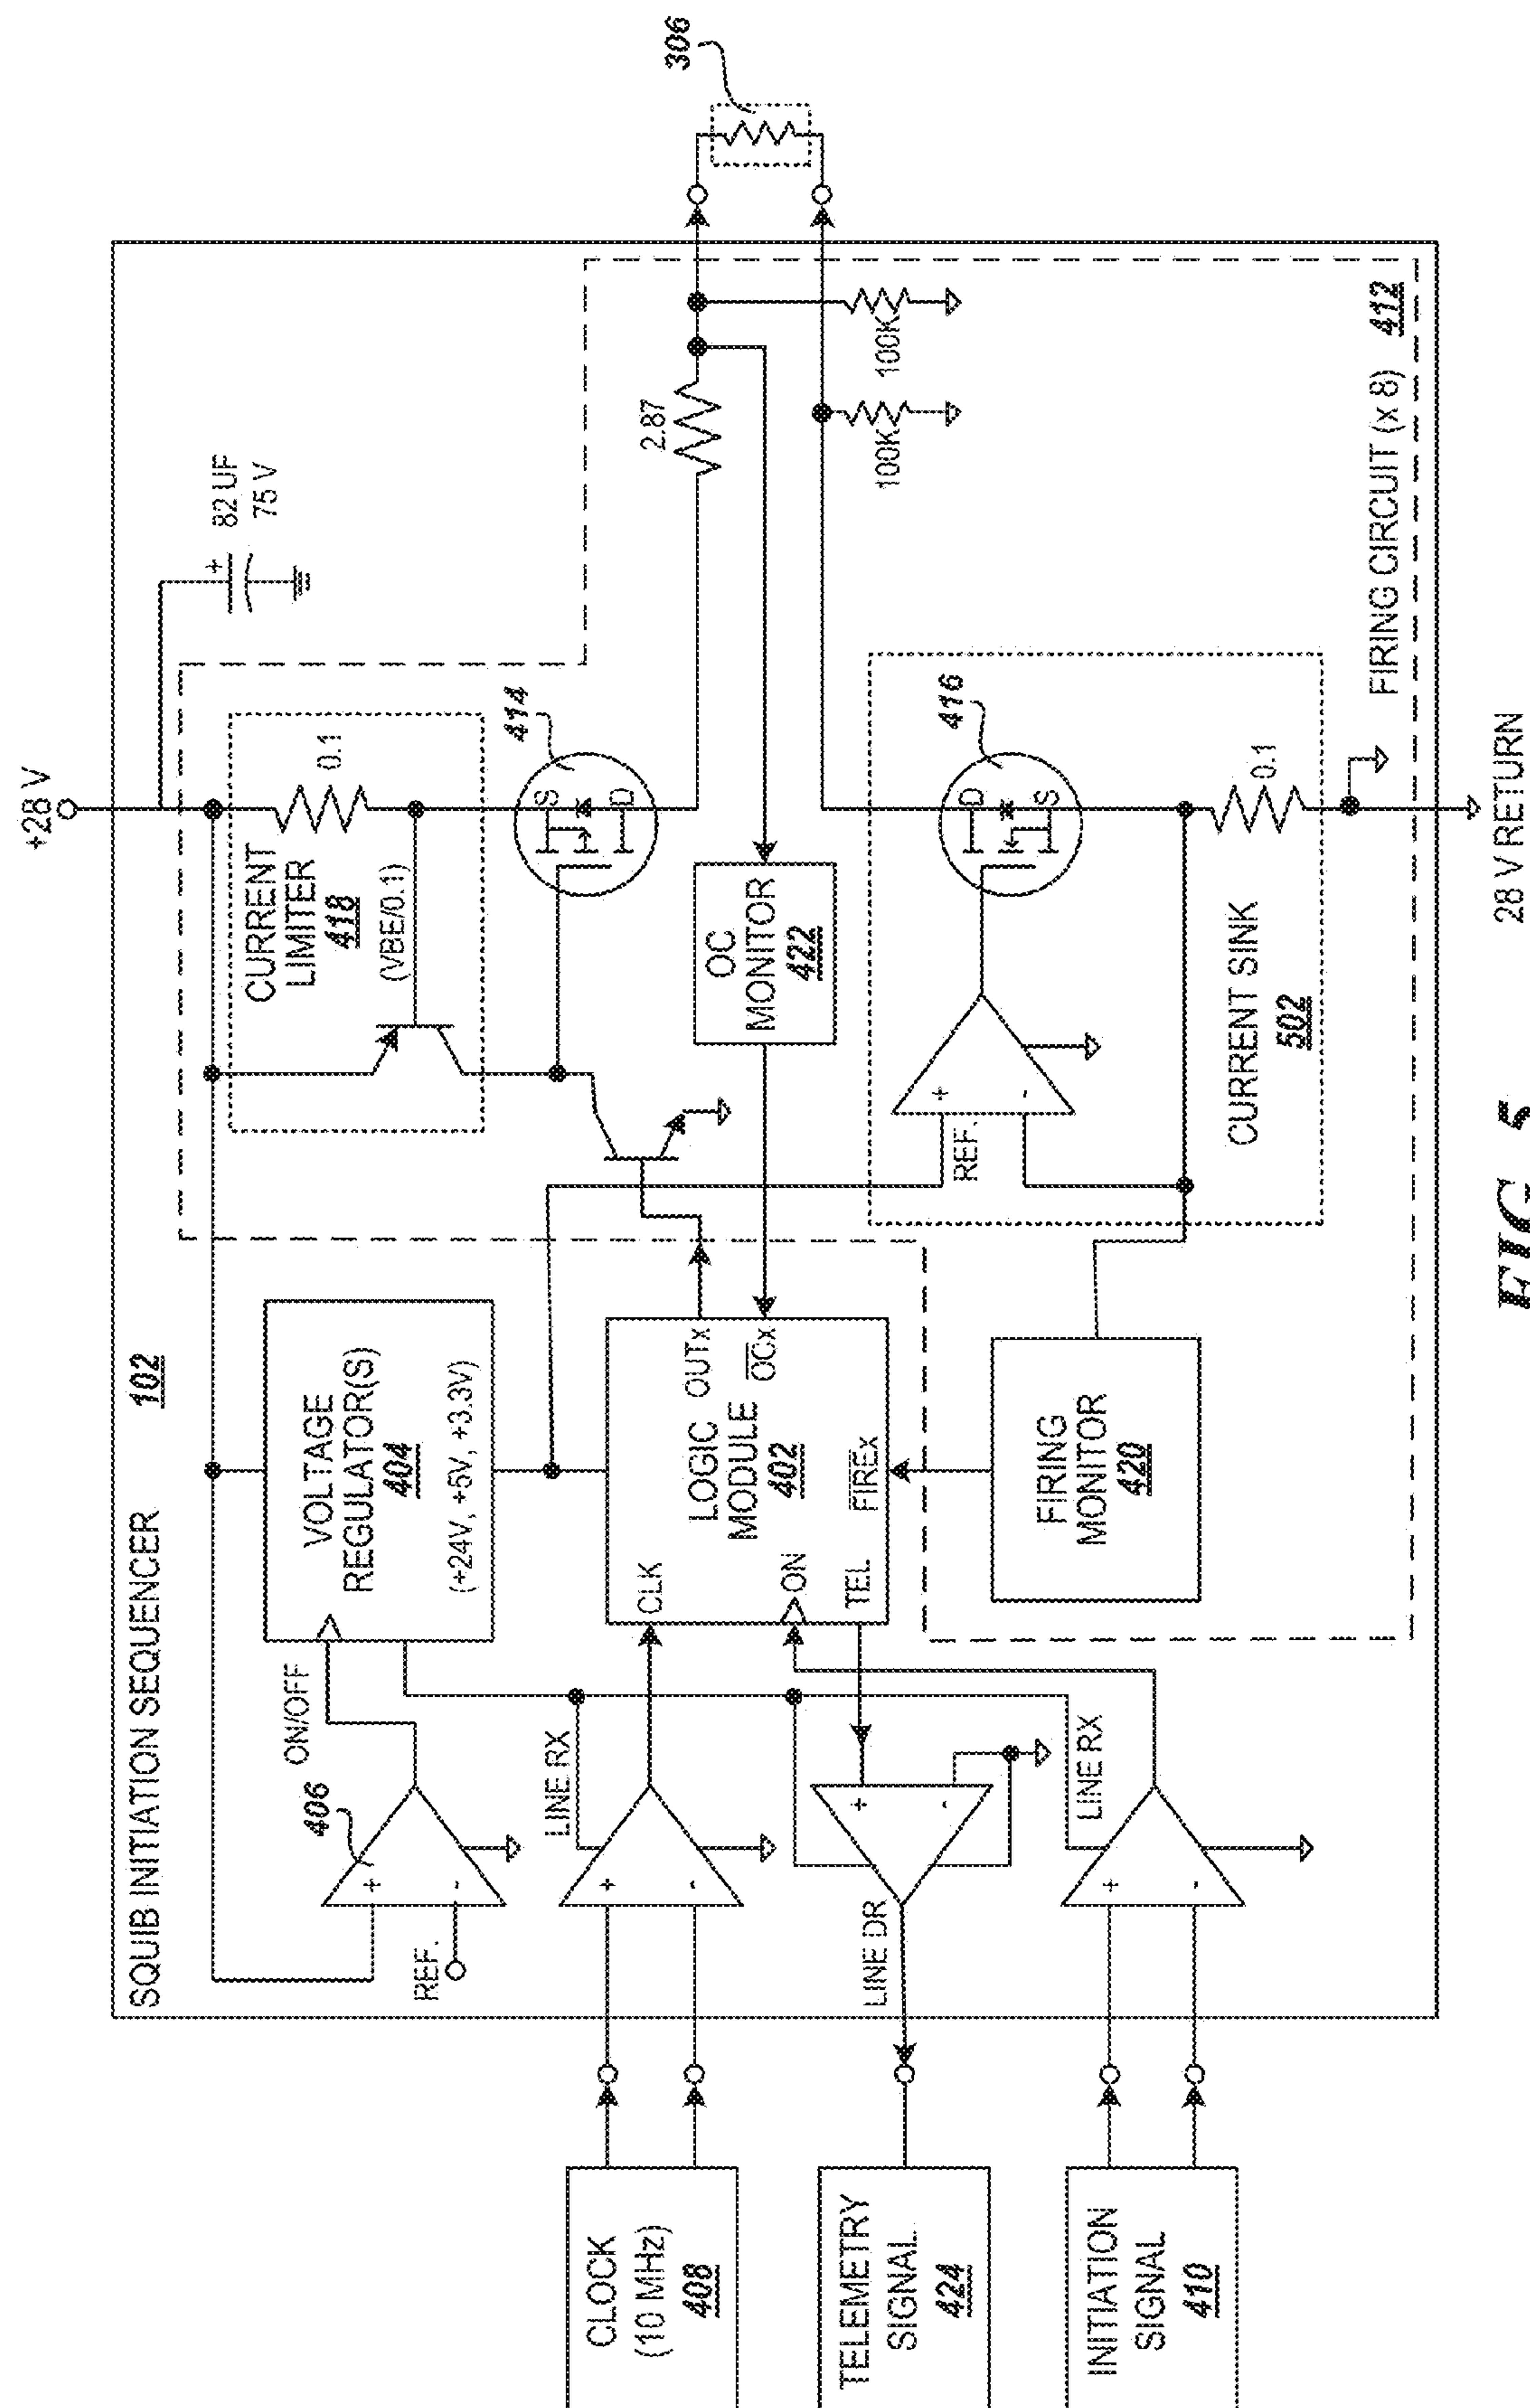 +28 V
SQUIB INITIATION SEQUENCER 102
82 UF
75 V
+
CURRENT
LIMITER
418
0.1
(VBE/0.1)
VOLTAGE
REGULATOR(S)
404
(+24V, +5V, +3.3V)
ON/OFF
406
+
-
REF.
414
S
D
2.87
306
OC
MONITOR
422
CLOCK
(10 MHz)
408
LINE RX
+
-
CLK
LOGIC
MODULE
402
OUTx
O̅C̅x
ON
TEL
F̅I̅R̅E̅x
TELEMETRY
SIGNAL
424
LINE DR
+
-
100K
100K
416
D
S
+
-
REF.
0.1
CURRENT SINK
502
FIRING
MONITOR
420
INITIATION
SIGNAL
410
LINE RX
+
-
FIRING CIRCUIT (x 8) 412
28 V RETURN
FIG. 5